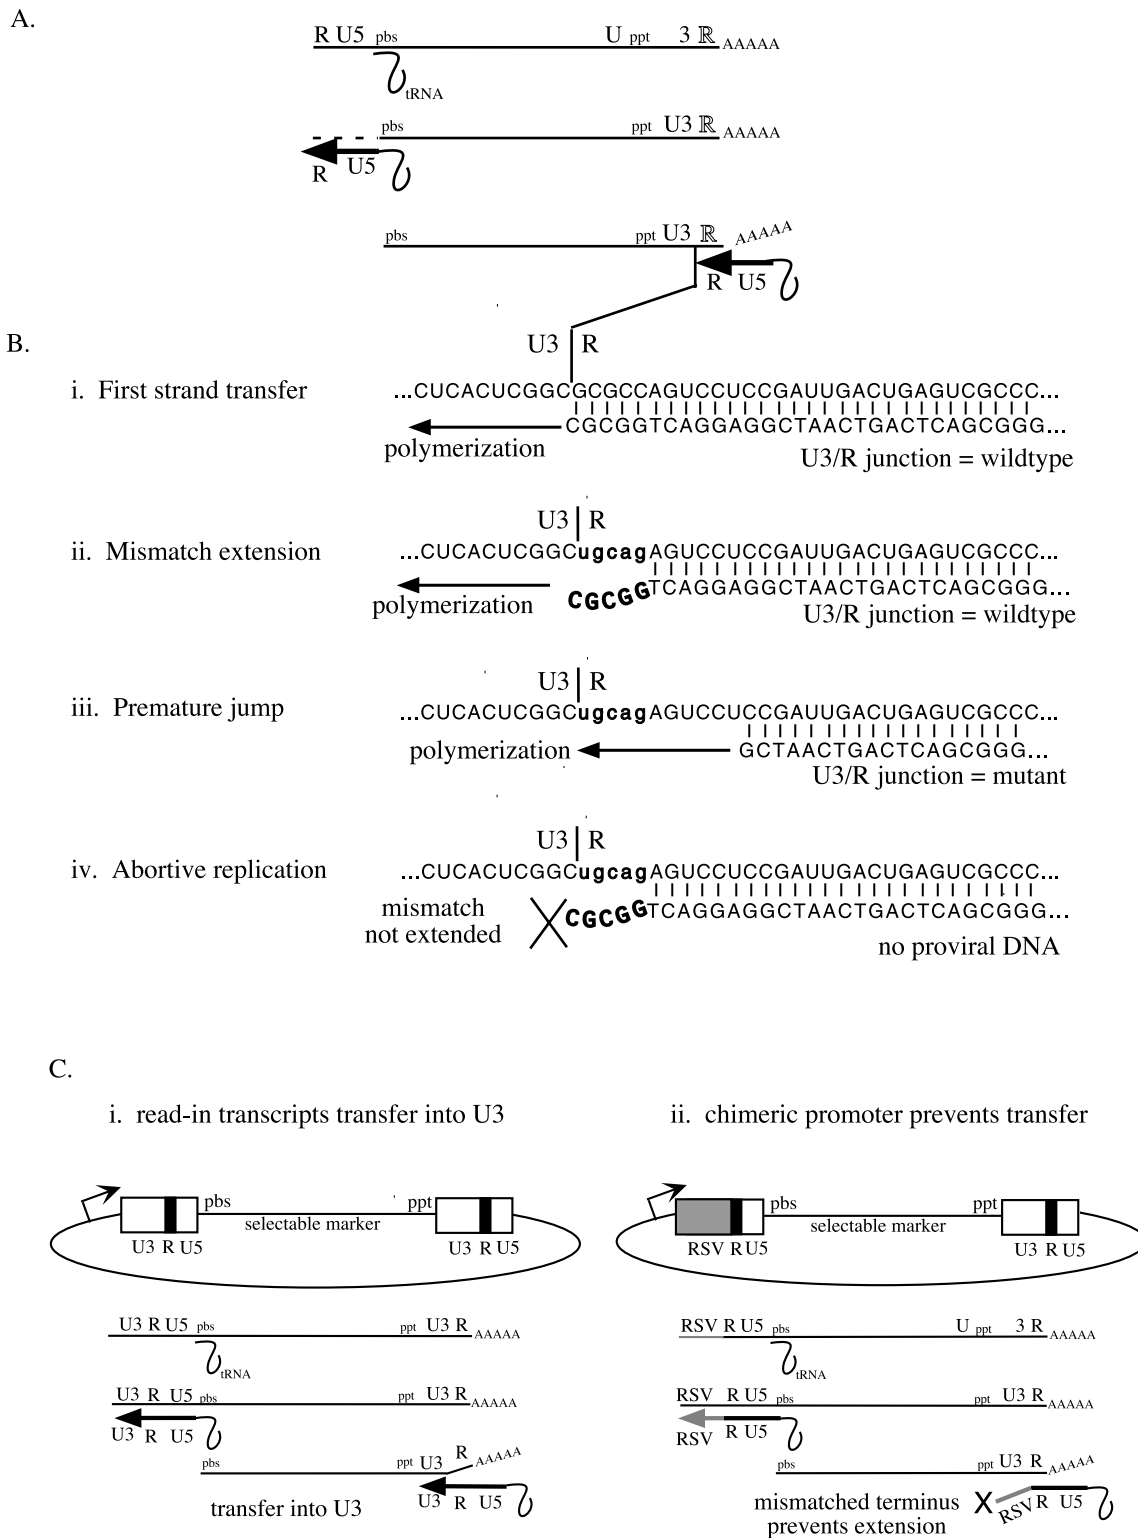 A.
R U5 pbs U ppt 3 ℝ AAAAA
tRNA
pbs ppt U3 ℝ AAAAA
R U5
pbs ppt U3 ℝ AAAAA
R U5
B.
U3 R
i. First strand transfer
...CUCACUCGGCGCGCCAGUCCUCCGAUUGACUGAGUCGCCC...
CGCGGTCAGGAGGCTAACTGACTCAGCGGG...
polymerization
U3/R junction = wildtype
U3 R
ii. Mismatch extension
...CUCACUCGGCugcagAGUCCUCCGAUUGACUGAGUCGCCC...
CGCGGTCAGGAGGCTAACTGACTCAGCGGG...
polymerization
U3/R junction = wildtype
U3 R
iii. Premature jump
...CUCACUCGGCugcagAGUCCUCCGAUUGACUGAGUCGCCC...
polymerization
GCTAACTGACTCAGCGGG...
U3/R junction = mutant
U3 R
iv. Abortive replication
...CUCACUCGGCugcagAGUCCUCCGAUUGACUGAGUCGCCC...
mismatch
not extended
CGCGGTCAGGAGGCTAACTGACTCAGCGGG...
no proviral DNA
C.
i. read-in transcripts transfer into U3
pbs ppt
selectable marker
U3 R U5 U3 R U5
U3 R U5 pbs ppt U3 R AAAAA
tRNA
U3 R U5 pbs ppt U3 R AAAAA
U3 R U5
pbs ppt U3 R AAAAA
U3 R U5
transfer into U3
ii. chimeric promoter prevents transfer
pbs ppt
selectable marker
RSV R U5 U3 R U5
RSV R U5 pbs U ppt 3 R AAAAA
tRNA
RSV R U5 pbs ppt U3 R AAAAA
RSV R U5
pbs ppt U3 R AAAAA
mismatched terminus
prevents extension
X RSV R U5